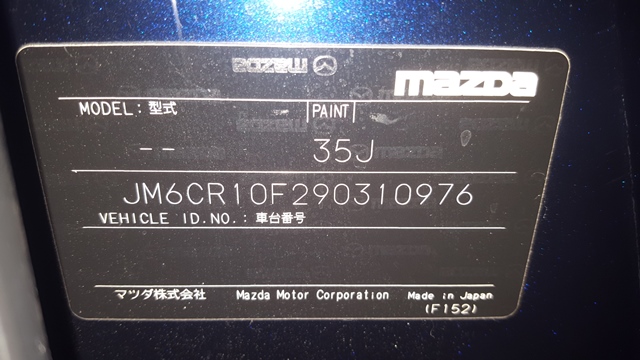 mazda
MODEL: 型式 PAINT
-- 35J
JM6CR10F290310976
VEHICLE ID.NO.: 車台番号
マツダ株式会社 Mazda Motor Corporation Made in Japan
(F152)